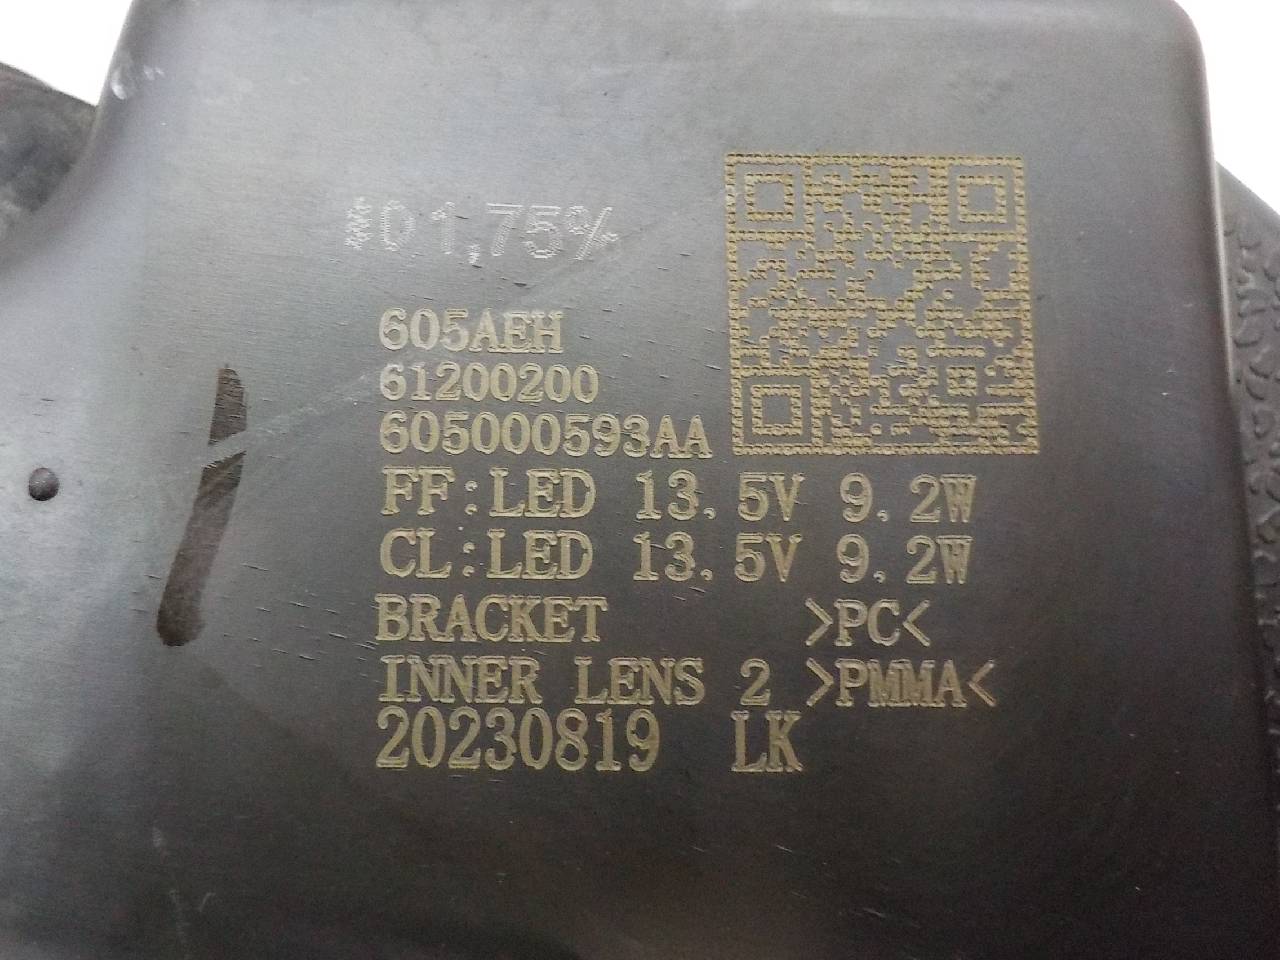 01,75%
605AEH
61200200
605000593AA
FF:LED 13.5V 9.2W
CL:LED 13.5V 9.2W
BRACKET >PC<
INNER LENS 2 >PMMA<
20230819 LK